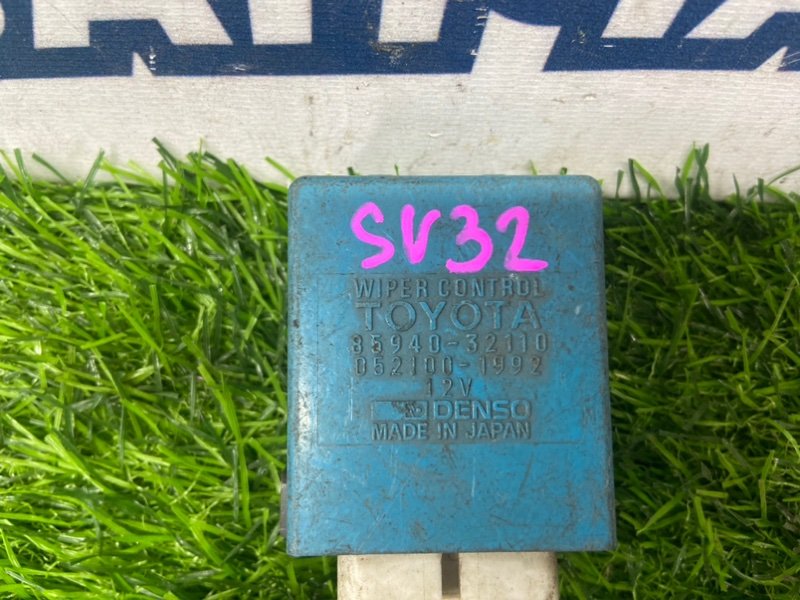 SV32
WIPER CONTROL
TOYOTA
85940-32110
052100-1992
12V
DENSO
MADE IN JAPAN